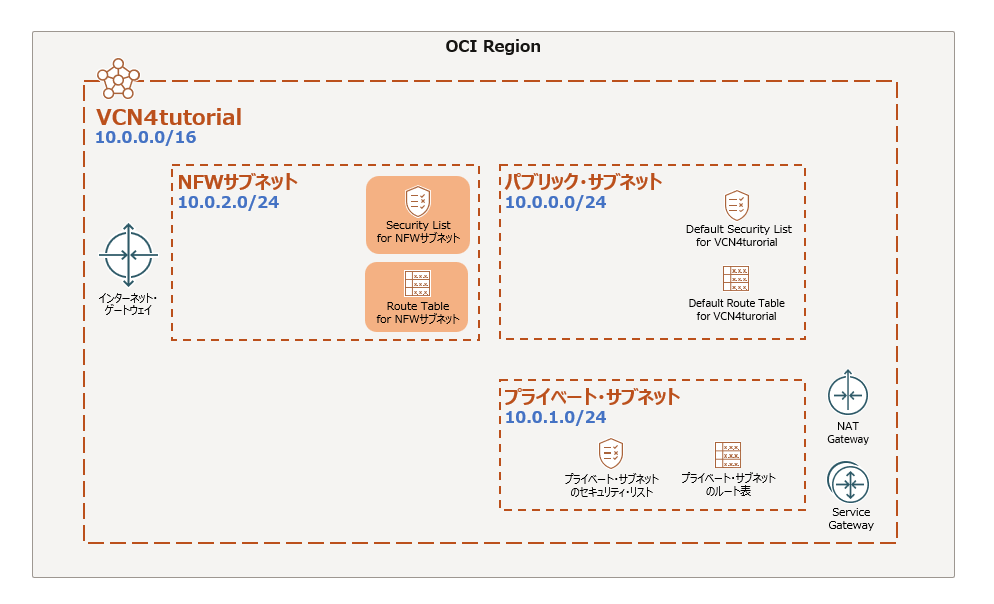 OCI Region
VCN4tutorial
10.0.0.0/16
NFWサブネット
10.0.2.0/24
Security List
for NFWサブネット
Route Table
for NFWサブネット
インターネット・
ゲートウェイ
パブリック・サブネット
10.0.0.0/24
Default Security List
for VCN4turorial
Default Route Table
for VCN4turorial
プライベート・サブネット
10.0.1.0/24
プライベート・サブネット
のセキュリティ・リスト
プライベート・サブネット
のルート表
NAT
Gateway
Service
Gateway